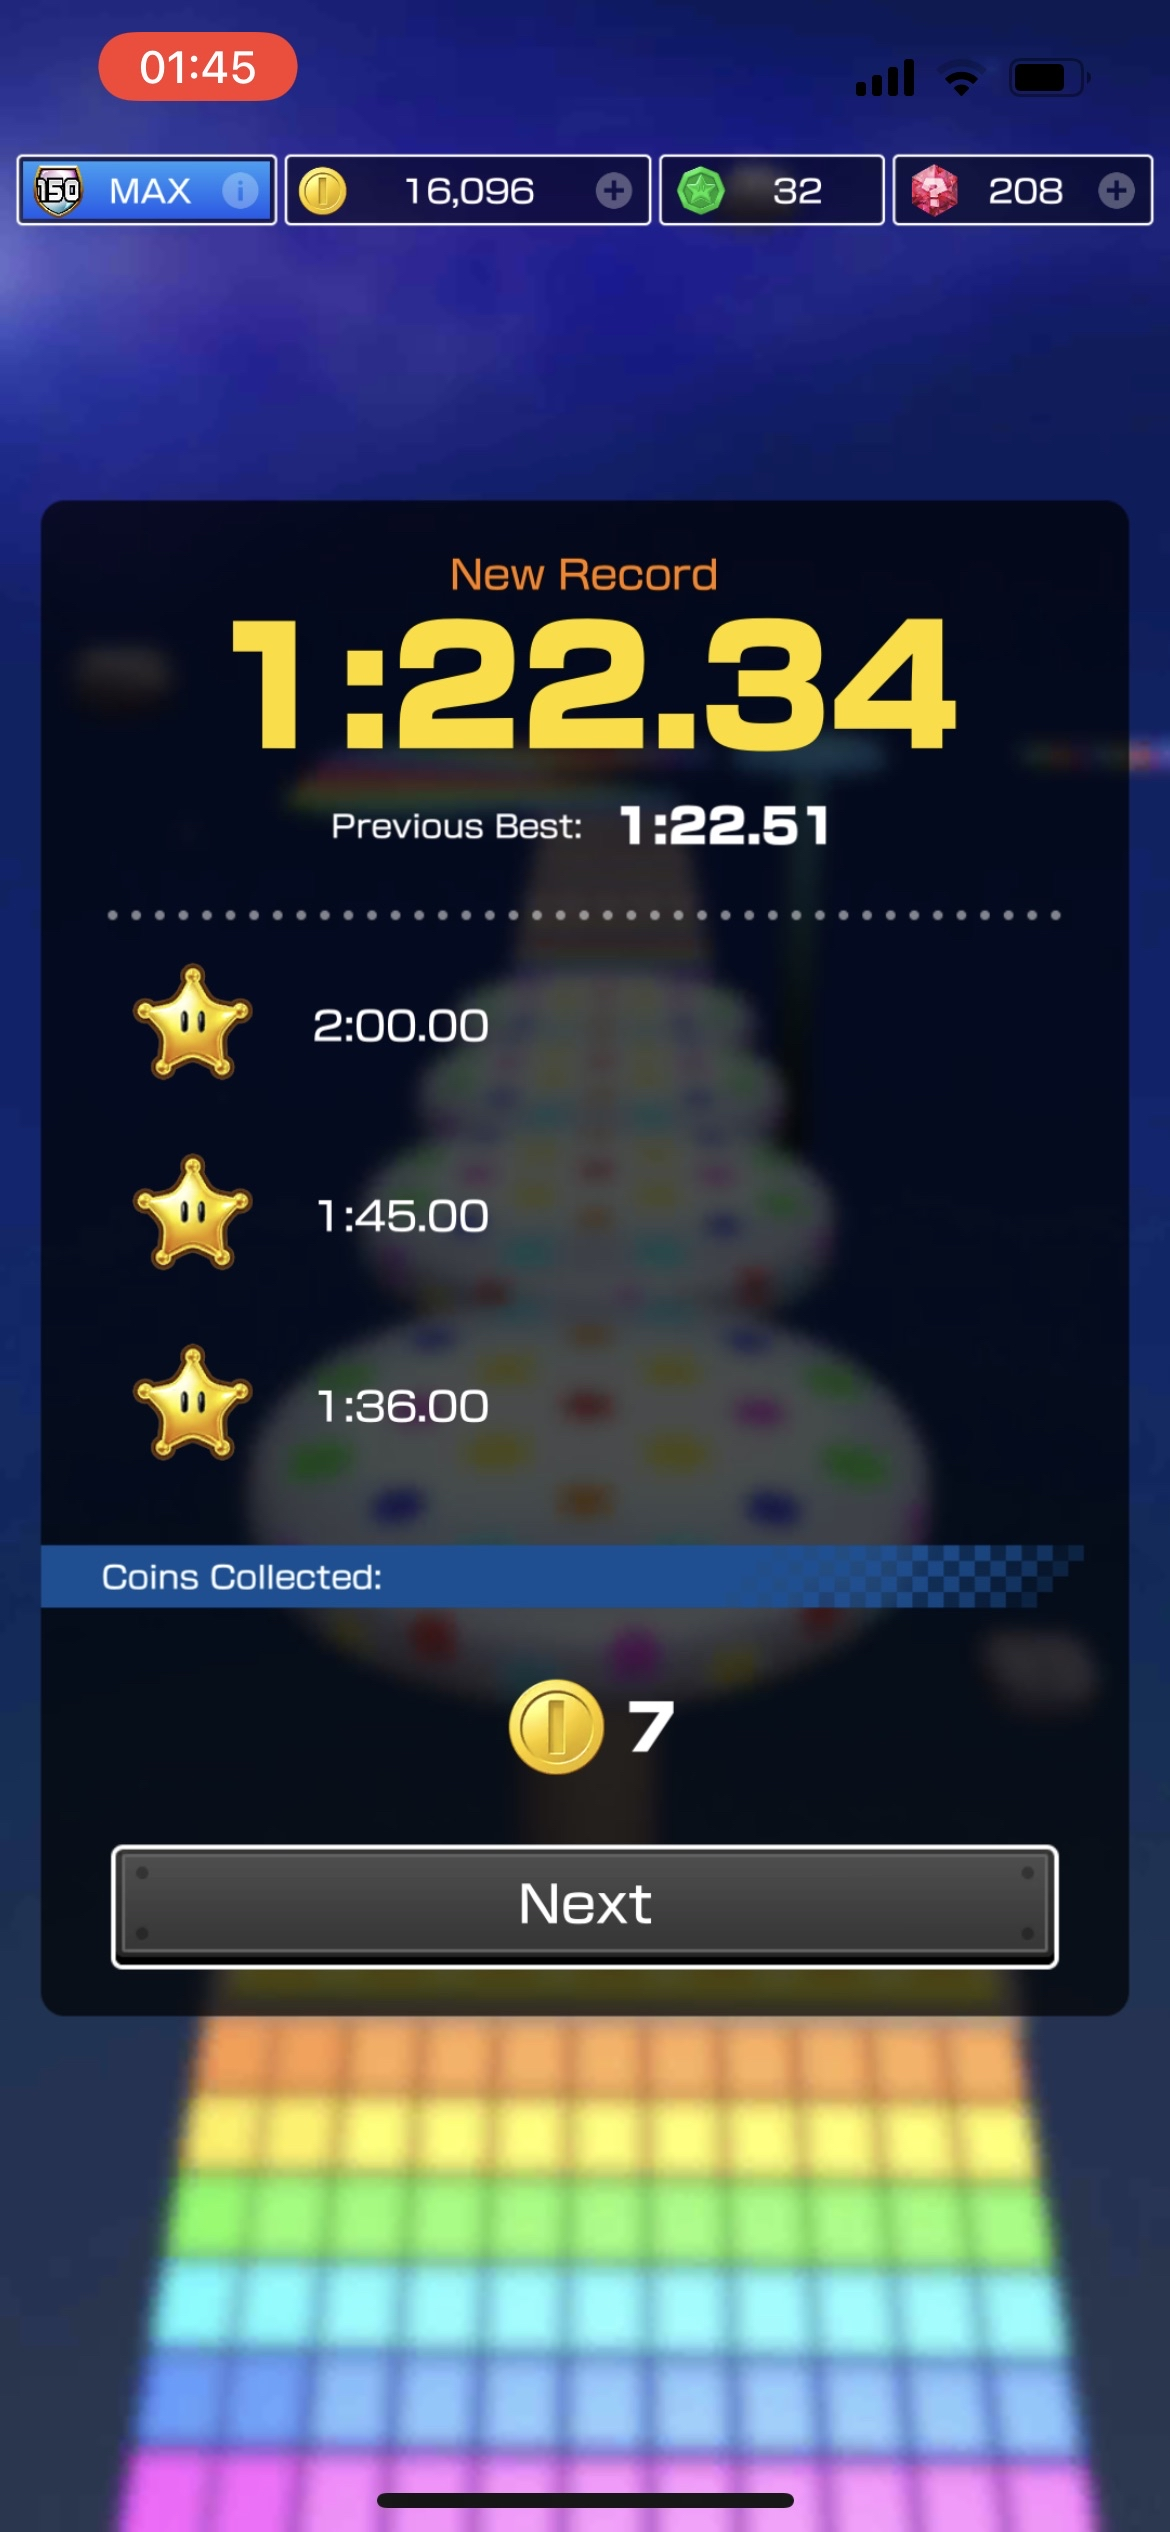 01:45
150 MAX i 16,096 + 32 ? 208 +
New Record
1:22.34
Previous Best: 1:22.51
2:00.00
1:45.00
1:36.00
Coins Collected:
7
Next